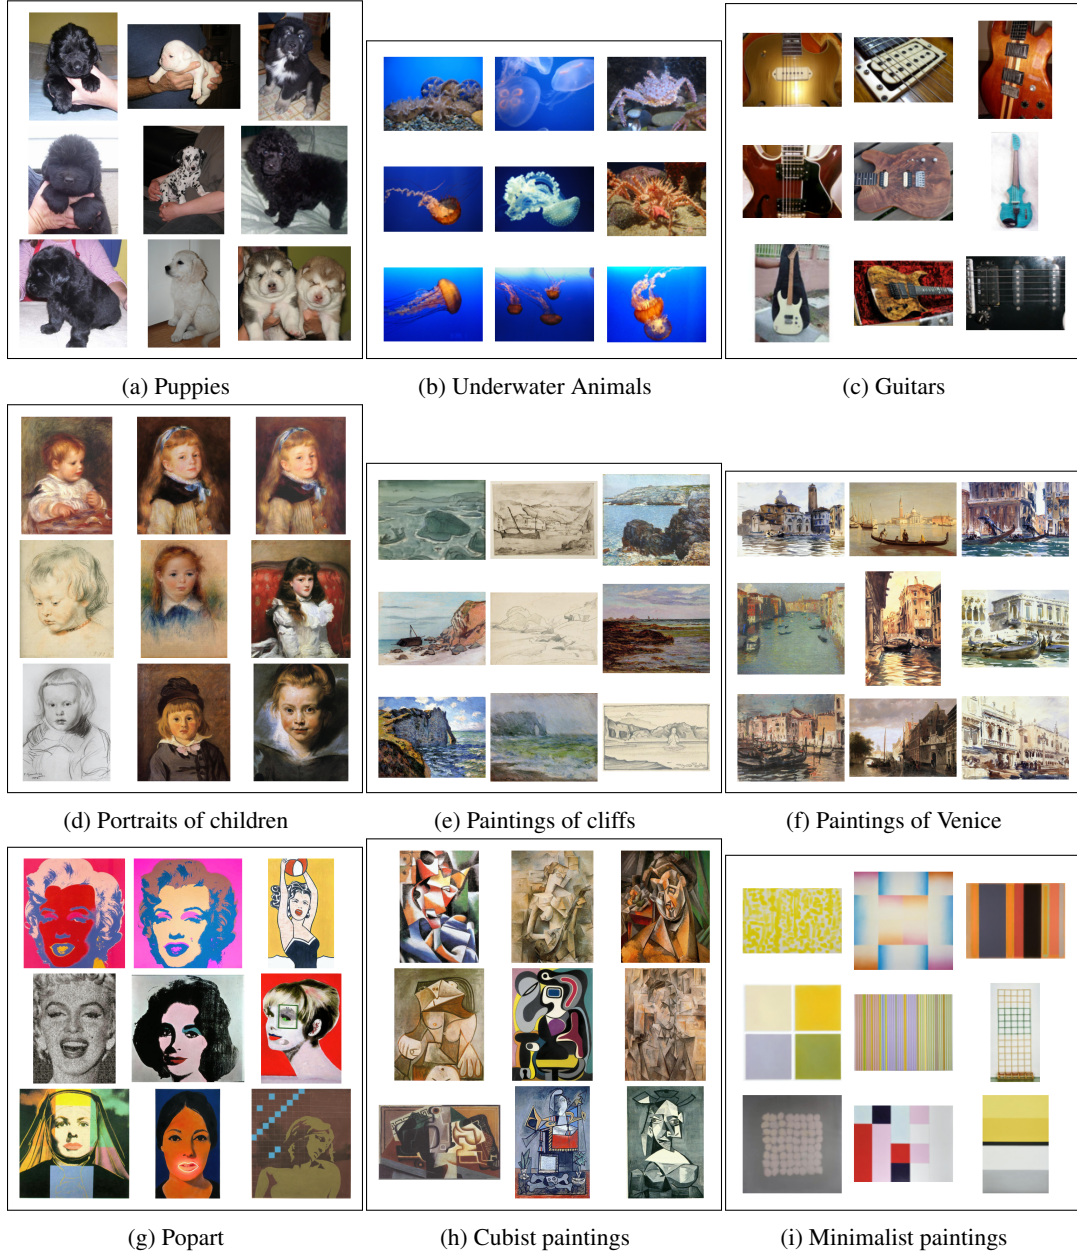 (a) Puppies
(b) Underwater Animals
(c) Guitars
(d) Portraits of children
(e) Paintings of cliffs
(f) Paintings of Venice
(g) Popart
(h) Cubist paintings
(i) Minimalist paintings